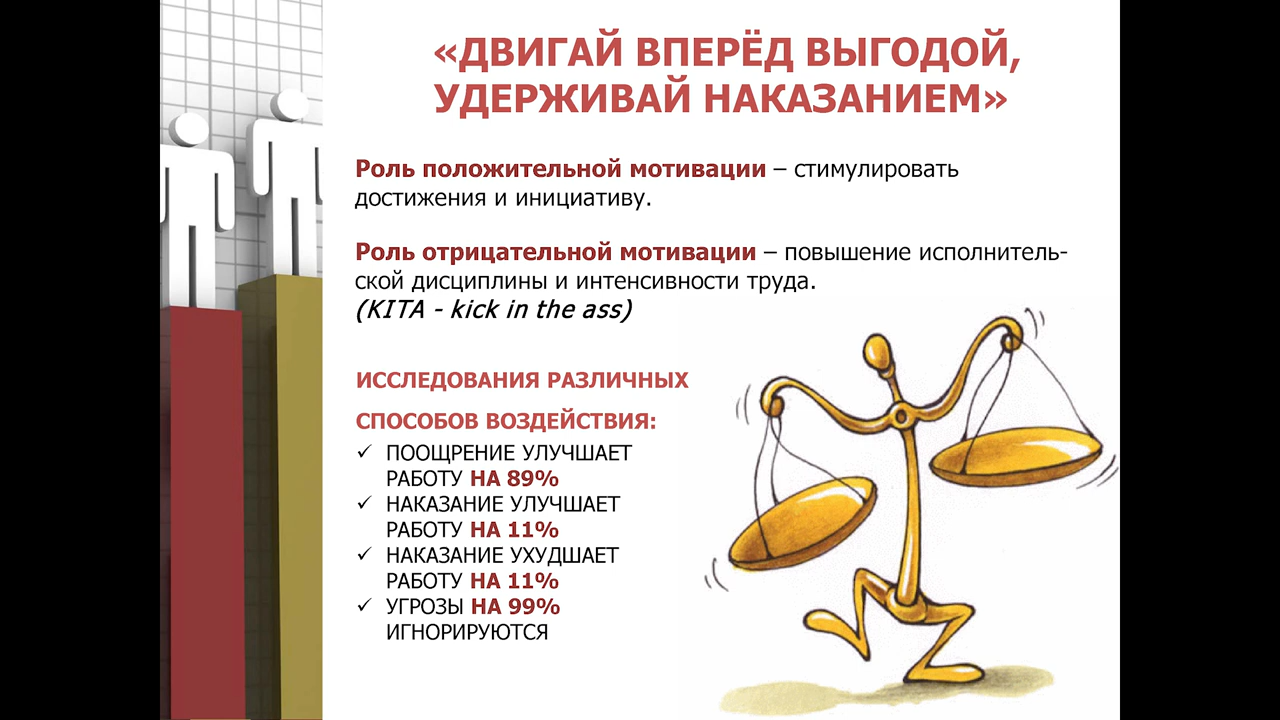 «ДВИГАЙ ВПЕРЁД ВЫГОДОЙ,
УДЕРЖИВАЙ НАКАЗАНИЕМ»
Роль положительной мотивации – стимулировать
достижения и инициативу.
Роль отрицательной мотивации – повышение исполнитель-
ской дисциплины и интенсивности труда.
(KITA - kick in the ass)
ИССЛЕДОВАНИЯ РАЗЛИЧНЫХ
СПОСОБОВ ВОЗДЕЙСТВИЯ:
✓ ПООЩРЕНИЕ УЛУЧШАЕТ
РАБОТУ НА 89%
✓ НАКАЗАНИЕ УЛУЧШАЕТ
РАБОТУ НА 11%
✓ НАКАЗАНИЕ УХУДШАЕТ
РАБОТУ НА 11%
✓ УГРОЗЫ НА 99%
ИГНОРИРУЮТСЯ